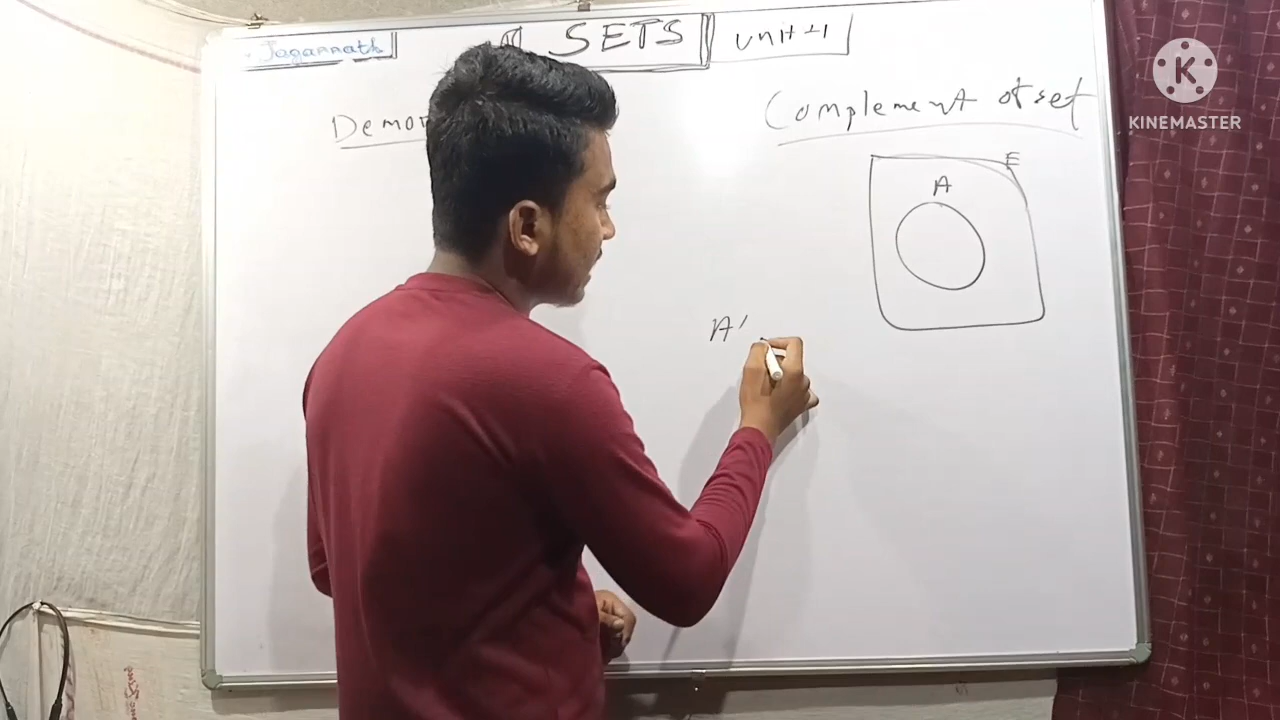 Jagannath
SETS
Unit-1
Demor
Complement of set
E
A
A'
K
KINEMASTER